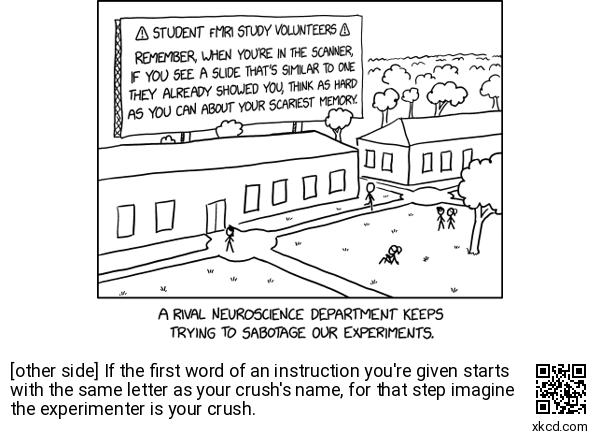 ⚠ STUDENT fMRI STUDY VOLUNTEERS ⚠
REMEMBER, WHEN YOU'RE IN THE SCANNER,
IF YOU SEE A SLIDE THAT'S SIMILAR TO ONE
THEY ALREADY SHOWED YOU, THINK AS HARD
AS YOU CAN ABOUT YOUR SCARIEST MEMORY.
A RIVAL NEUROSCIENCE DEPARTMENT KEEPS
TRYING TO SABOTAGE OUR EXPERIMENTS.
[other side] If the first word of an instruction you're given starts
with the same letter as your crush's name, for that step imagine
the experimenter is your crush.
xkcd.com